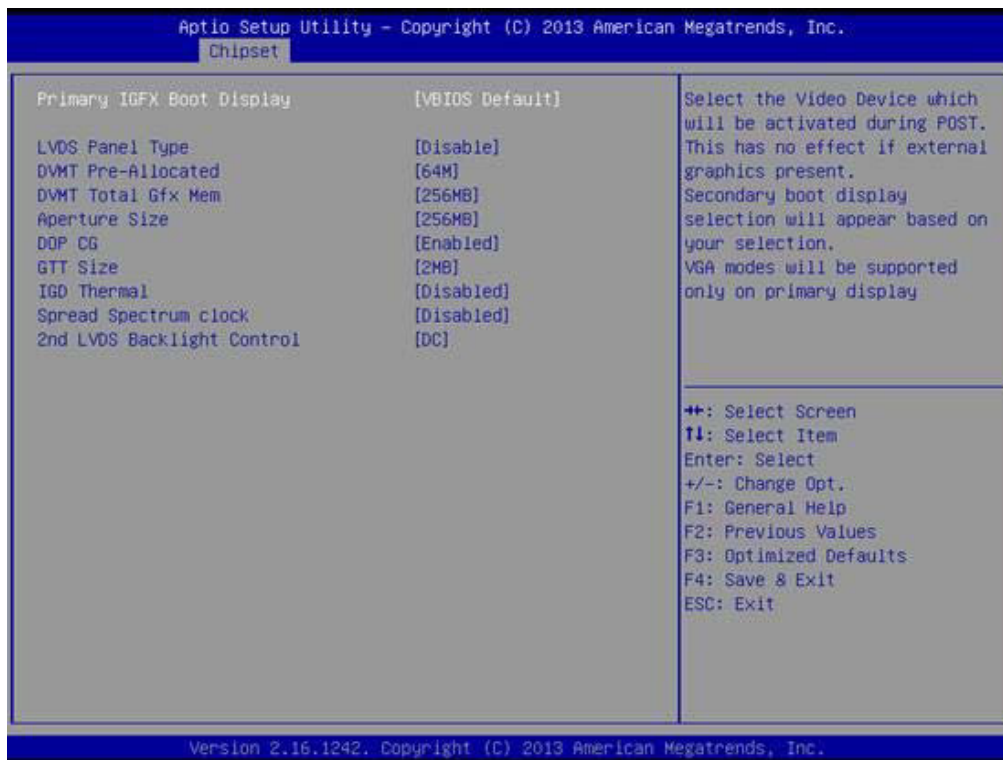 Aptio Setup Utility – Copyright (C) 2013 American Megatrends, Inc.
Chipset
Primary IGFX Boot Display [VBIOS Default]
LVDS Panel Type [Disable]
DVMT Pre-Allocated [64M]
DVMT Total Gfx Mem [256MB]
Aperture Size [256MB]
DOP CG [Enabled]
GTT Size [2MB]
IGD Thermal [Disabled]
Spread Spectrum clock [Disabled]
2nd LVDS Backlight Control [DC]
Select the Video Device which
will be activated during POST.
This has no effect if external
graphics present.
Secondary boot display
selection will appear based on
your selection.
VGA modes will be supported
only on primary display
→←: Select Screen
↑↓: Select Item
Enter: Select
+/-: Change Opt.
F1: General Help
F2: Previous Values
F3: Optimized Defaults
F4: Save & Exit
ESC: Exit
Version 2.16.1242. Copyright (C) 2013 American Megatrends, Inc.